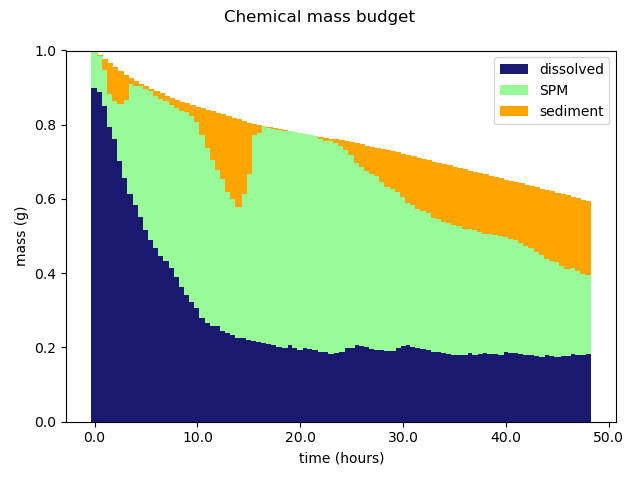 Chemical mass budget
1.0
0.8
0.6
0.4
0.2
0.0
mass (g)
dissolved
SPM
sediment
0.0 10.0 20.0 30.0 40.0 50.0
time (hours)